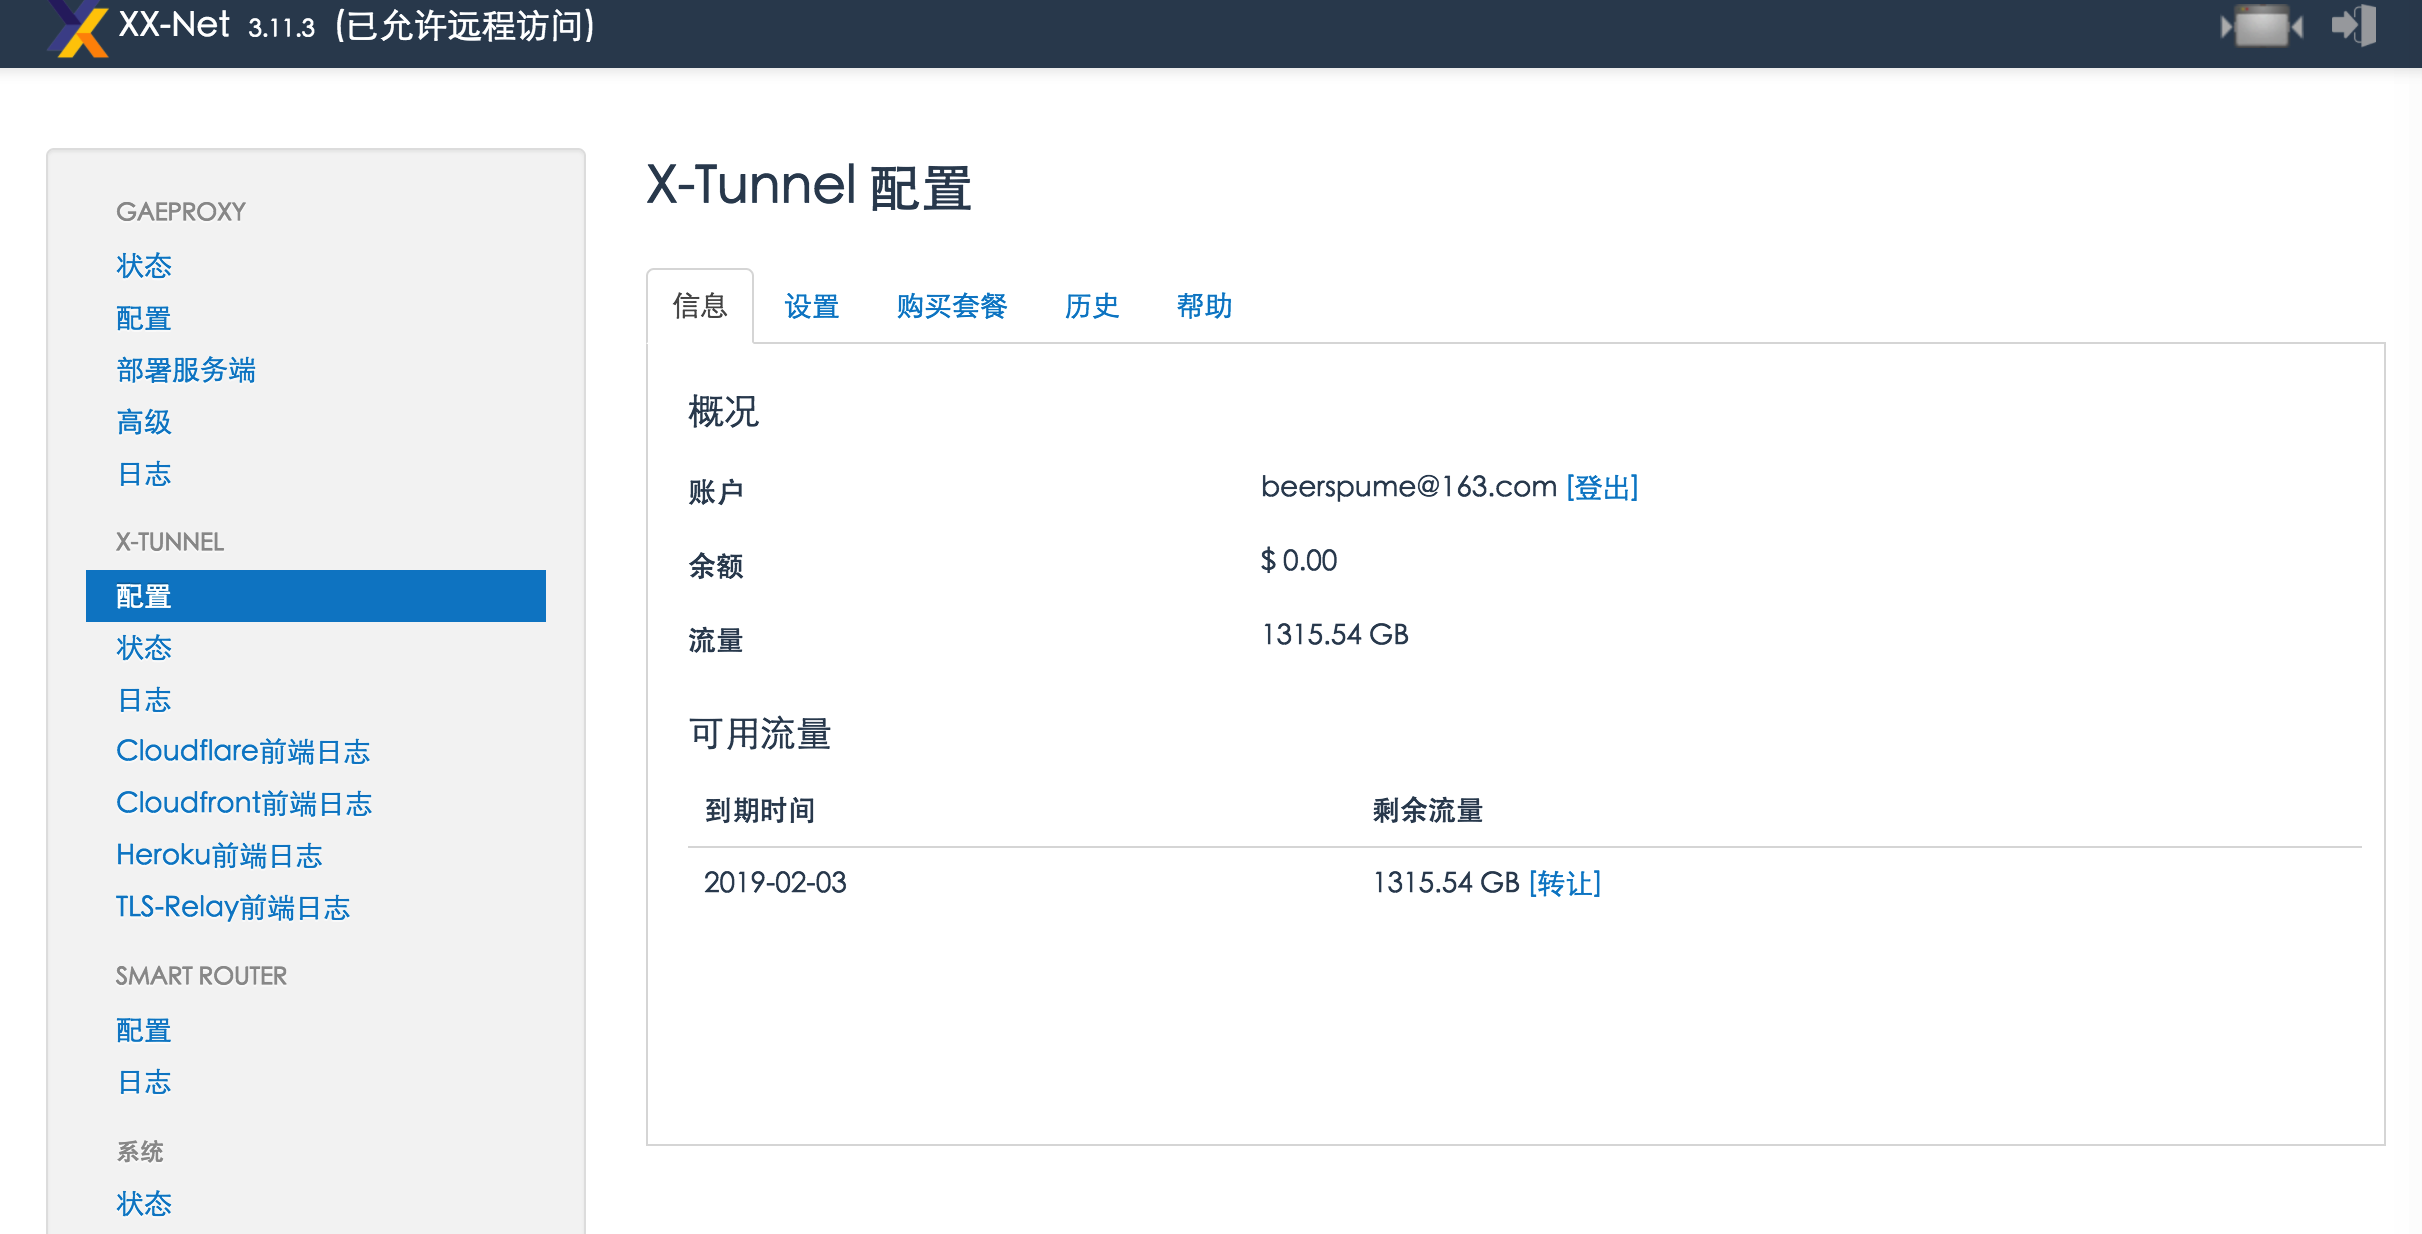 XX-Net 3.11.3 (已允许远程访问)
GAEPROXY
状态
配置
部署服务端
高级
日志
X-TUNNEL
配置
状态
日志
Cloudflare前端日志
Cloudfront前端日志
Heroku前端日志
TLS-Relay前端日志
SMART ROUTER
配置
日志
系统
状态
X-Tunnel 配置
信息 设置 购买套餐 历史 帮助
概况
账户 beerspume@163.com [登出]
余额 $ 0.00
流量 1315.54 GB
可用流量
到期时间 剩余流量
2019-02-03 1315.54 GB [转让]